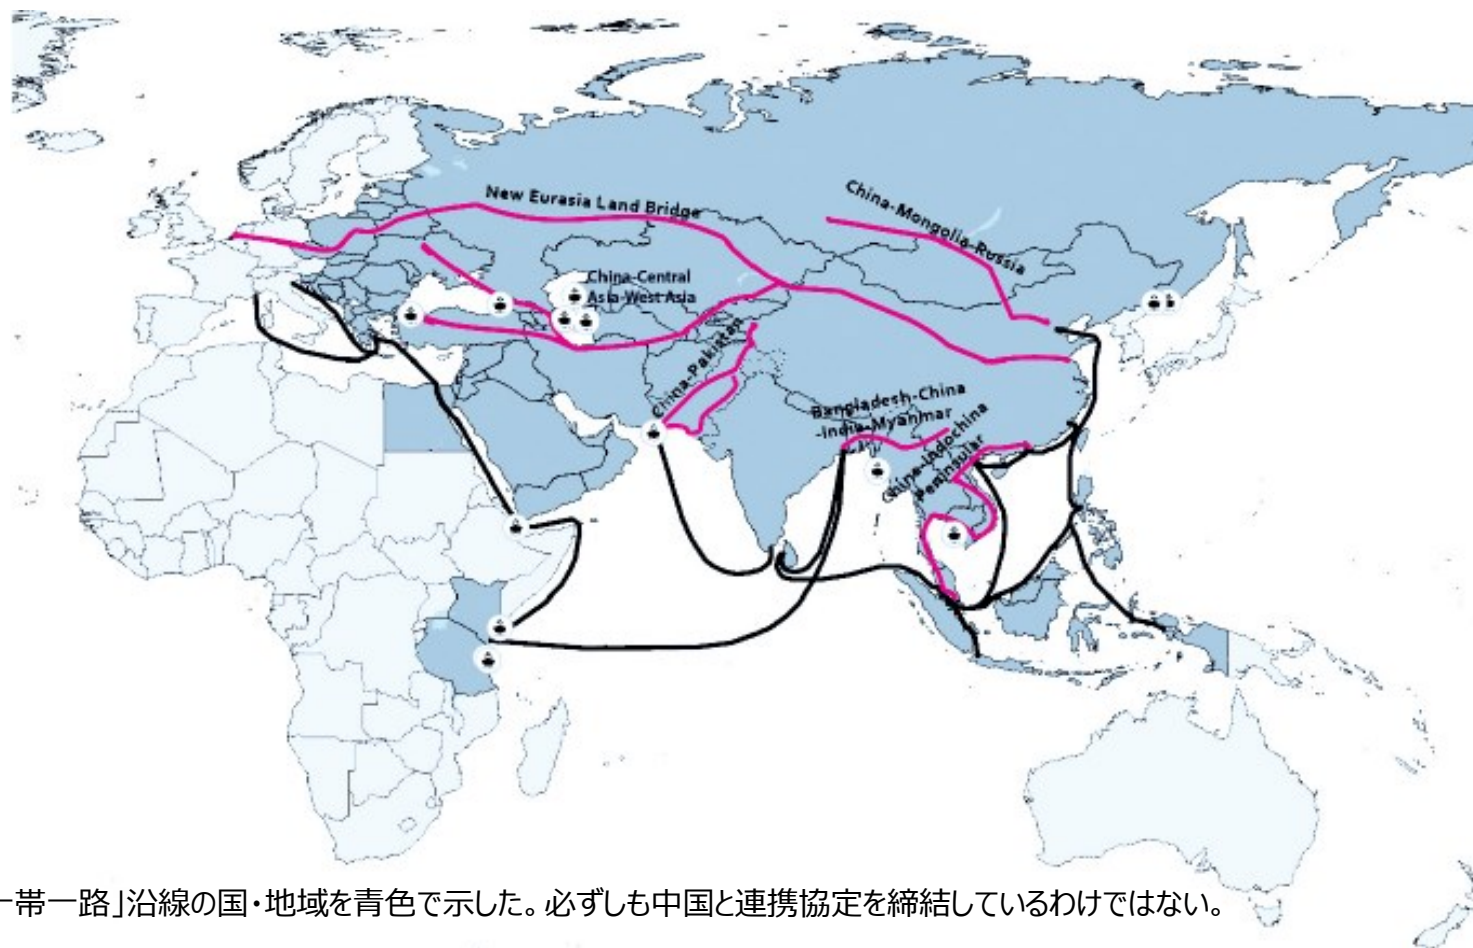 New Eurasia Land Bridge
China-Mongolia-Russia
China-Central
Asia-West Asia
China-Pakistan
Bangladesh-China
-India-Myanmar
China-Indochina
Peninsular
一帯一路」沿線の国・地域を青色で示した。必ずしも中国と連携協定を締結しているわけではない。